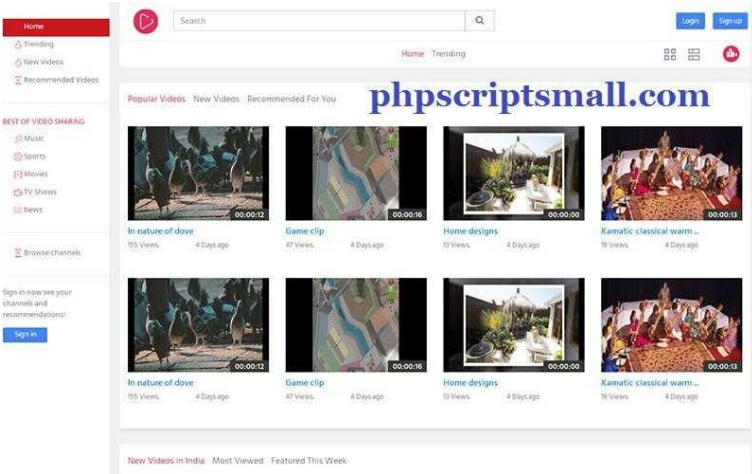 Home
Trending
New Videos
Recommended Videos
BEST OF VIDEO SHARING
Music
Sports
Movies
TV Shows
News
Browse channels
Sign in now see your
channels and
recommendations!
Sign in
Search
Login
Sign up
Home Trending
Popular Videos New Videos Recommended For You
phpscriptsmall.com
00:00:12 00:00:16 00:00:00 00:00:13
In nature of dove Game clip Home designs Karnatic classical warm ...
155 Views 4 Days ago 47 Views 4 Days ago 13 Views 4 Days ago 19 Views 4 Days ago
00:00:12 00:00:16 00:00:00 00:00:13
In nature of dove Game clip Home designs Karnatic classical warm ...
155 Views 4 Days ago 47 Views 4 Days ago 13 Views 4 Days ago 19 Views 4 Days ago
New Videos in India Most Viewed Featured This Week